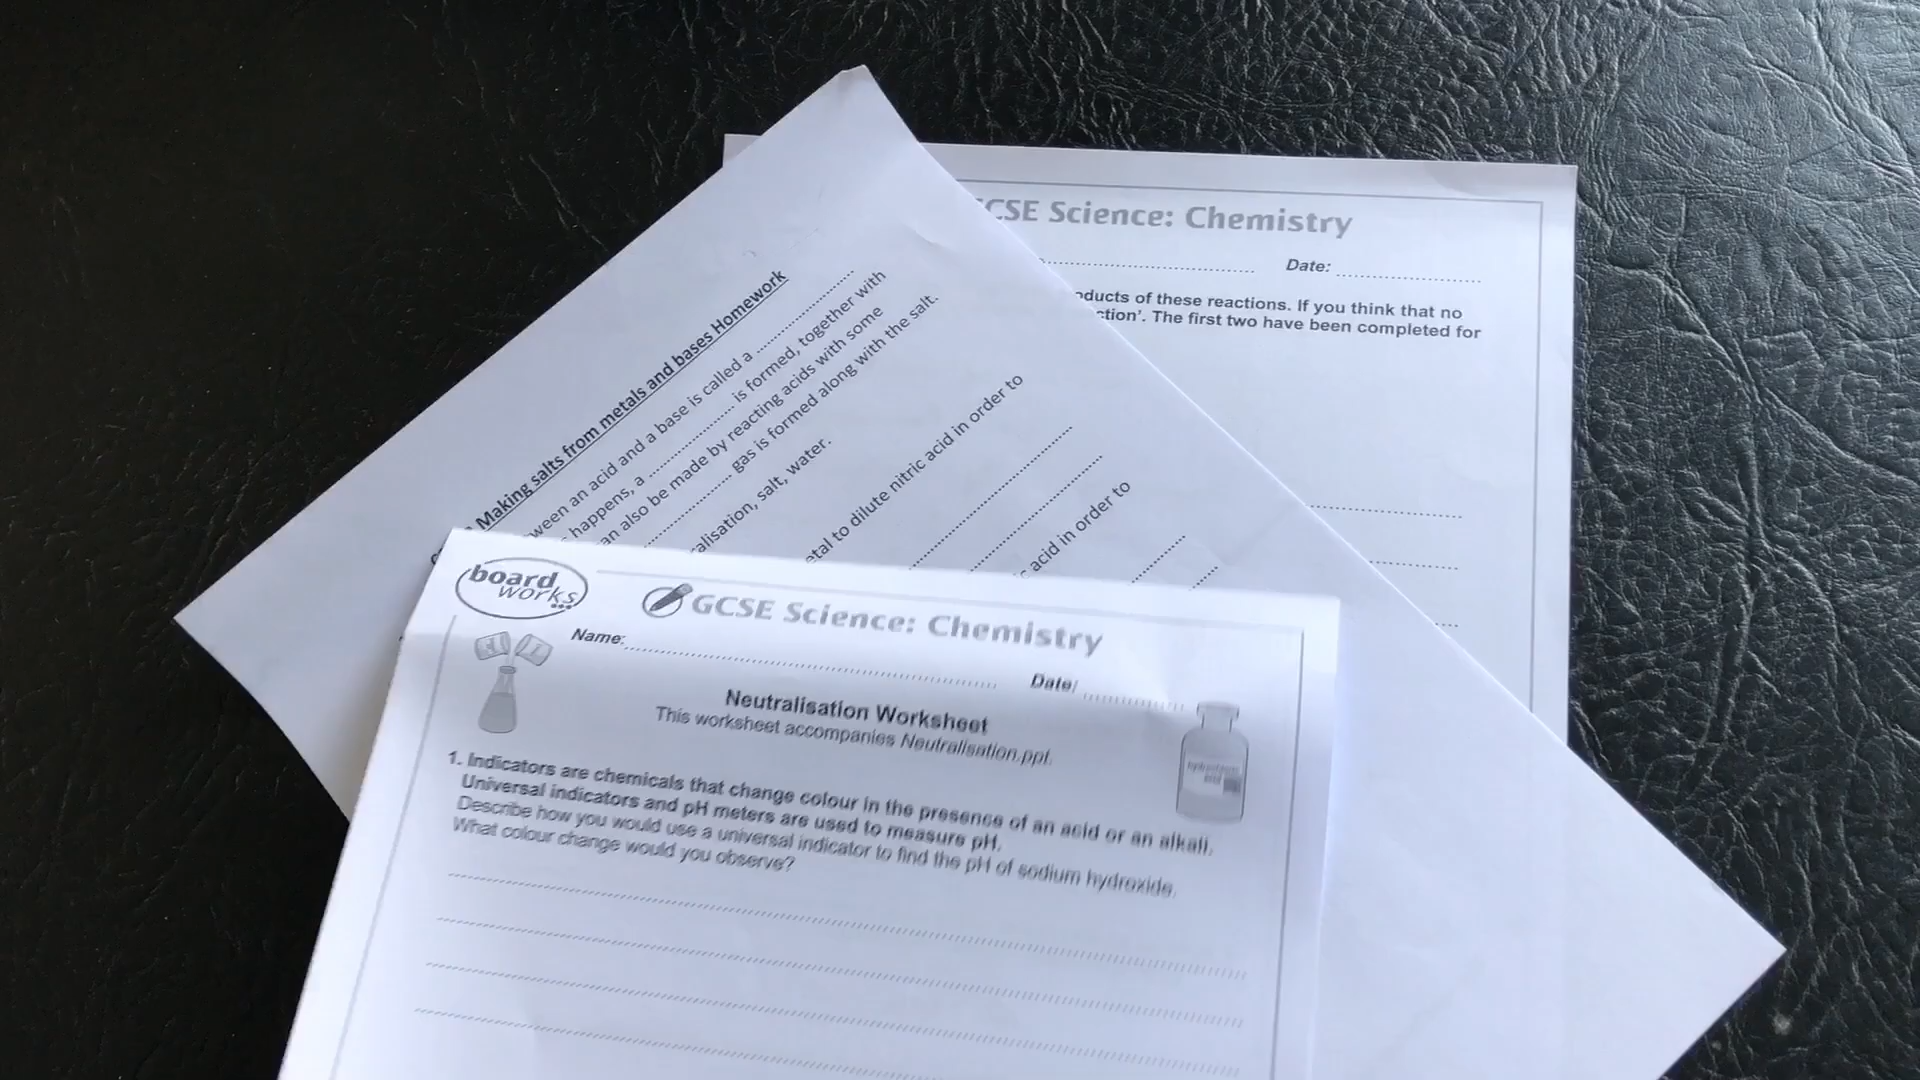 GCSE Science: Chemistry
Date:
of these reactions. If you think that no
The first two have been completed for
Making salts from metals and bases Homework
an acid and a base is called a
happens, a is formed, together with
also be made by reacting acids with some
gas is formed along with the salt.
salt, water.
to dilute nitric acid in order to
acid in order to
board
works
GCSE Science: Chemistry
Name:
Date:
Neutralisation Worksheet
This worksheet accompanies Neutralisation.ppt.
1. Indicators are chemicals that change colour in the presence of an acid or an alkali.
Universal indicators and pH meters are used to measure pH.
Describe how you would use a universal indicator to find the pH of sodium hydroxide.
What colour change would you observe?